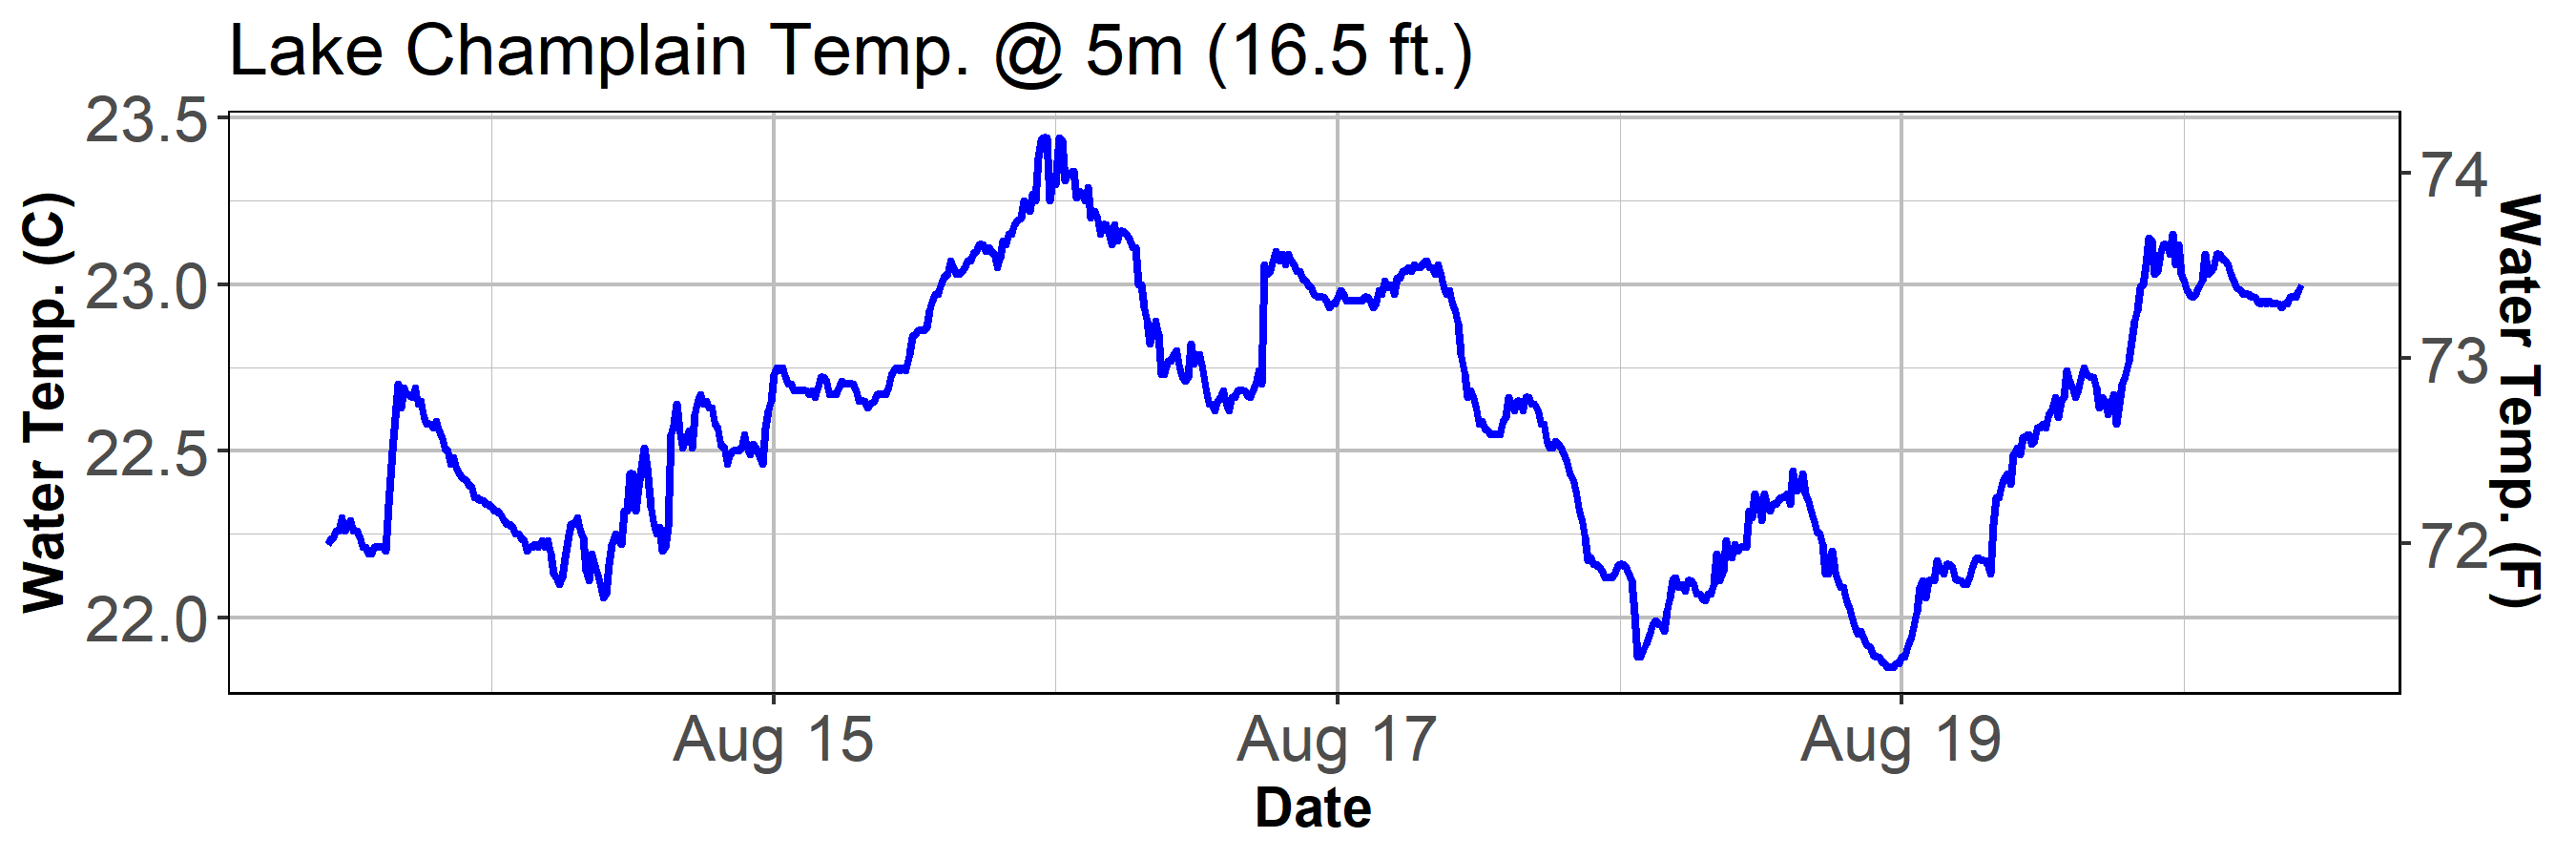 Lake Champlain Temp. @ 5m (16.5 ft.)
Water Temp. (C)
23.5
23.0
22.5
22.0
74
73
72
Water Temp. (F)
Aug 15 Aug 17 Aug 19
Date